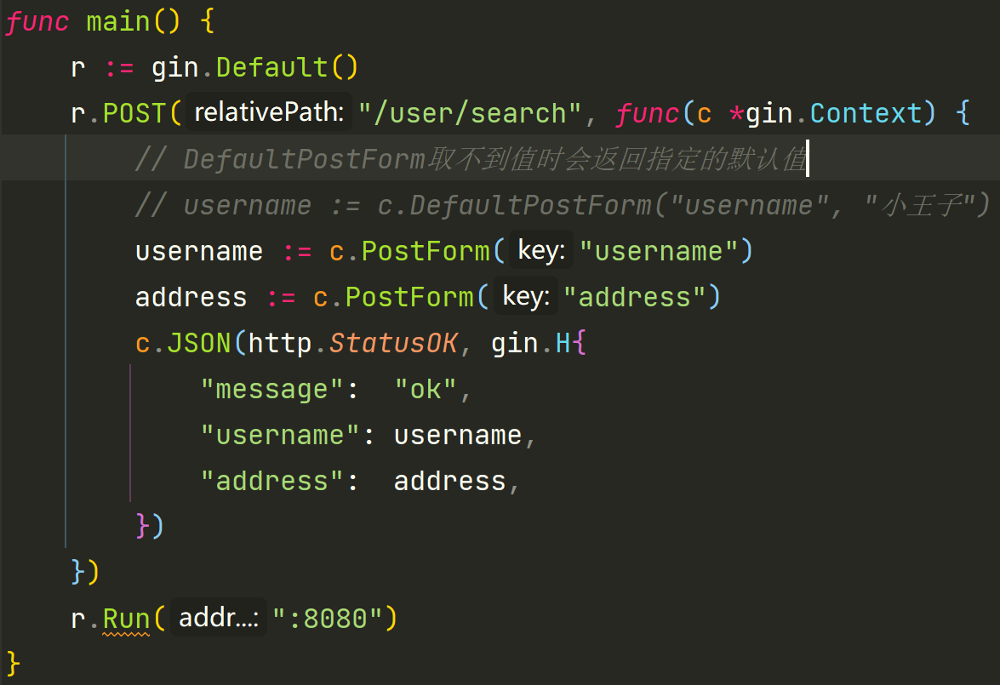 func main() {
    r := gin.Default()
    r.POST( relativePath: "/user/search", func(c *gin.Context) {
        // DefaultPostForm取不到值时会返回指定的默认值
        // username := c.DefaultPostForm("username", "小王子")
        username := c.PostForm( key: "username")
        address := c.PostForm( key: "address")
        c.JSON(http.StatusOK, gin.H{
            "message":  "ok",
            "username": username,
            "address":  address,
        })
    })
    r.Run( addr...: ":8080")
}